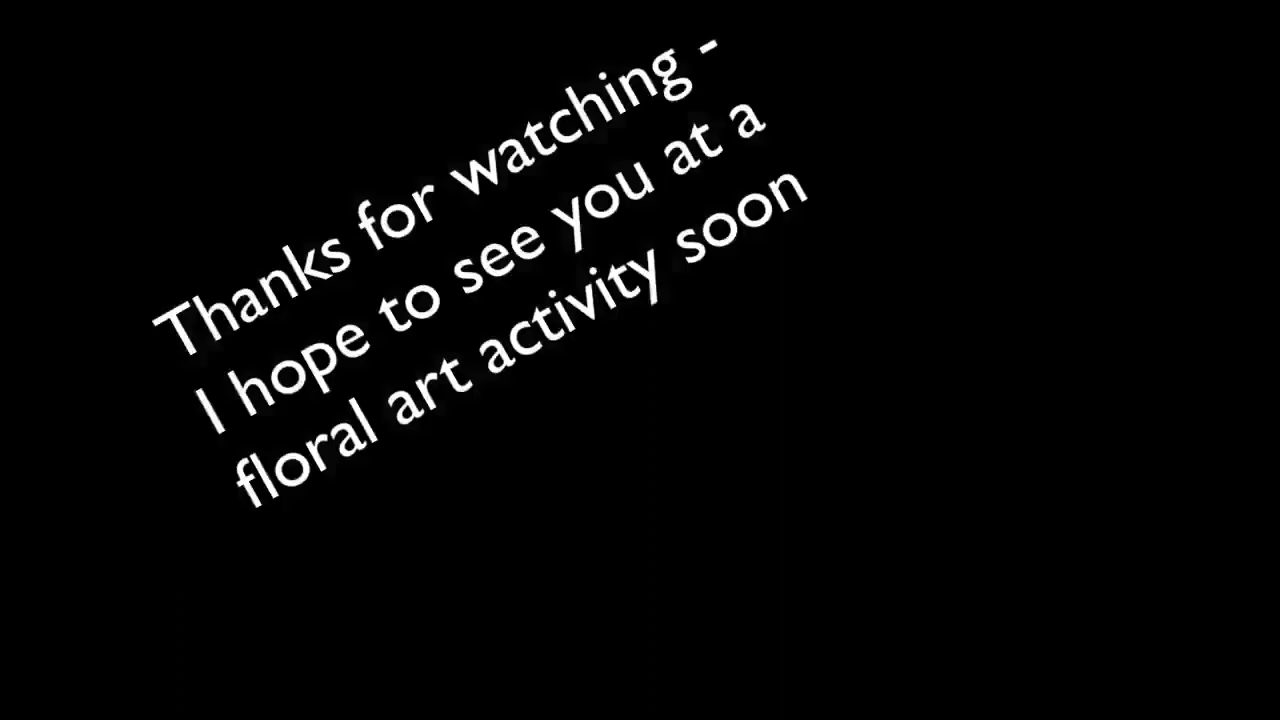 Thanks for watching -
I hope to see you at a
floral art activity soon